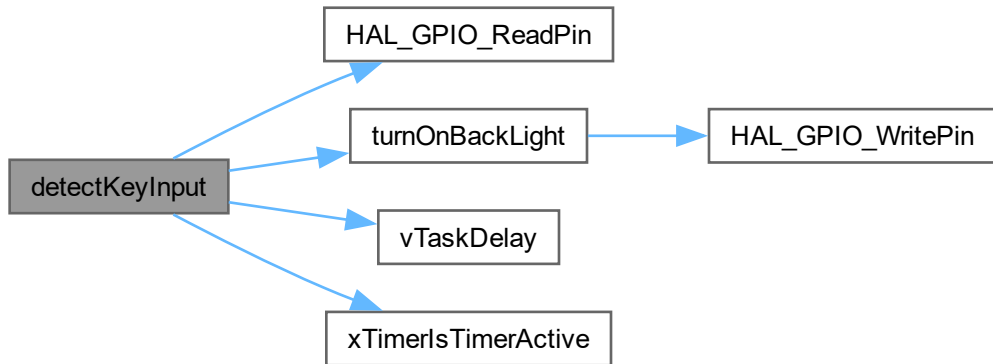 HAL_GPIO_ReadPin
turnOnBackLight
HAL_GPIO_WritePin
detectKeyInput
vTaskDelay
xTimerIsTimerActive